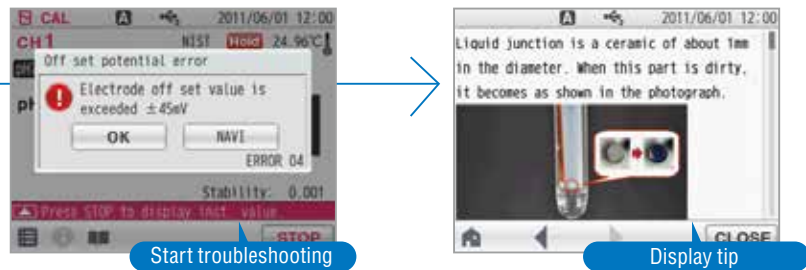 CAL A 2011/06/01 12:00
CH1 NIST Hold 24.96℃
Off set potential error
Electrode off set value is
exceeded ±45mV
pH
OK NAVI
ERROR 04
Stability: 0.001
Press STOP to display inst. value
STOP
Start troubleshooting
A 2011/06/01 12:00
Liquid junction is a ceramic of about 1mm
in the diameter. When this part is dirty,
it becomes as shown in the photograph.
CLOSE
Display tip